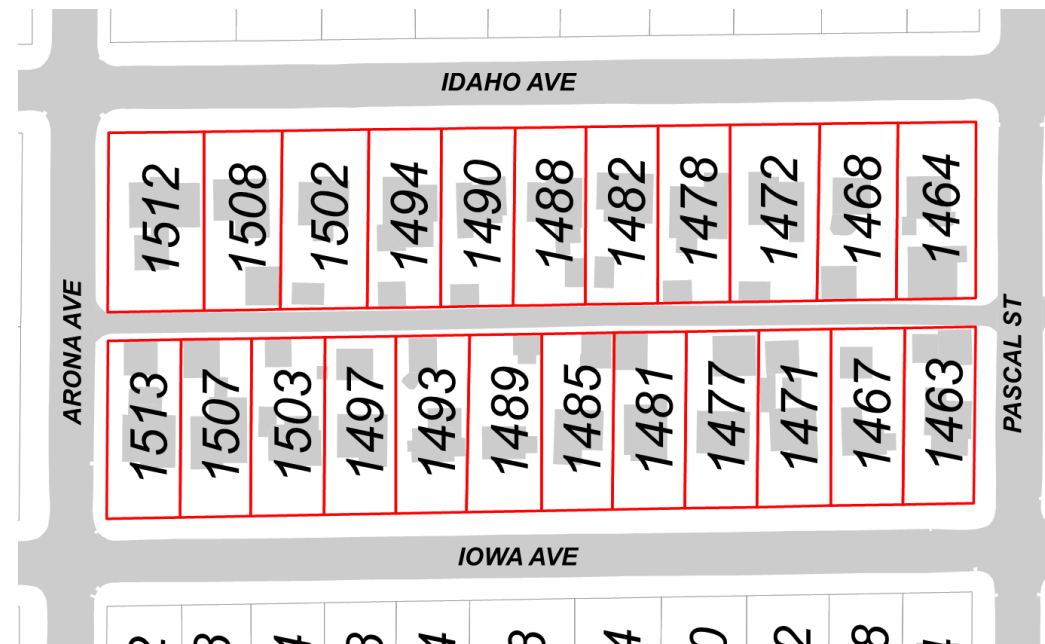 IDAHO AVE
1512 1508 1502 1494 1490 1488 1482 1478 1472 1468 1464
ARONA AVE
PASCAL ST
1513 1507 1503 1497 1493 1489 1485 1481 1477 1471 1467 1463
IOWA AVE